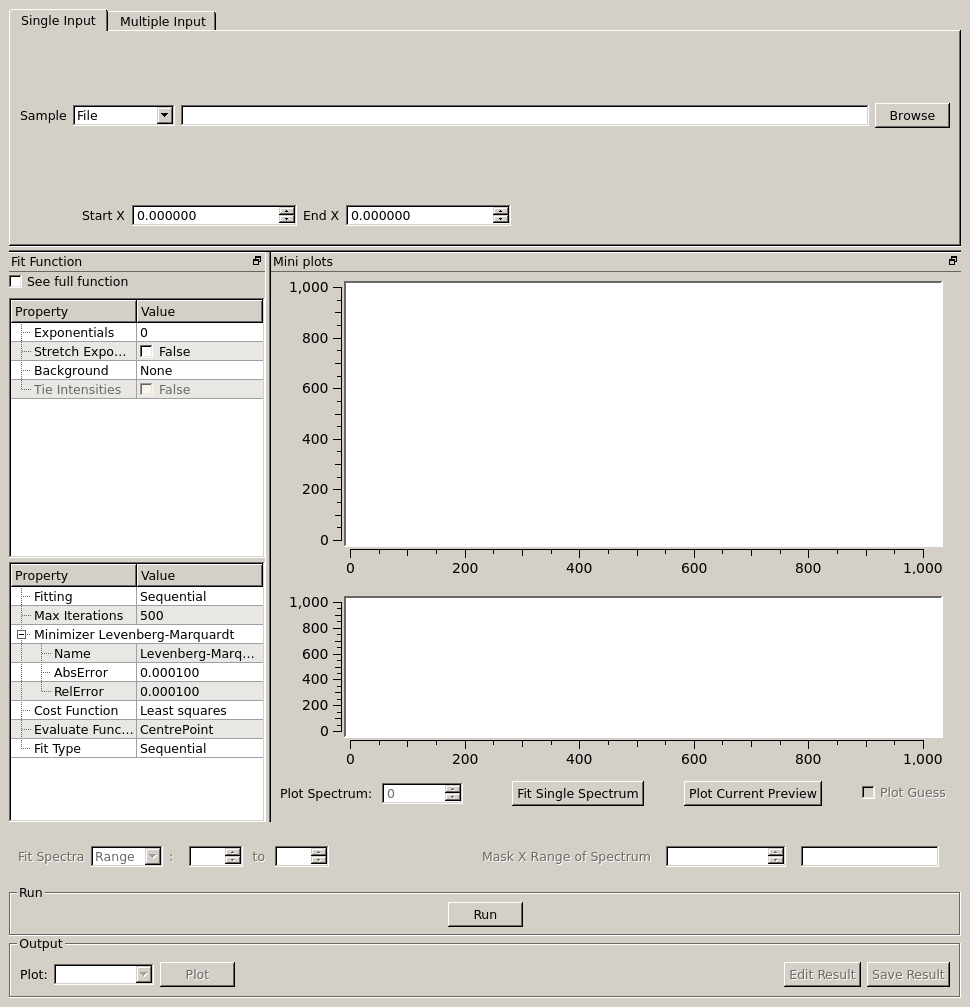 Single Input Multiple Input
Sample File Browse
Start X 0.000000 End X 0.000000
Fit Function
See full function
Property Value
Exponentials 0
Stretch Expo... False
Background None
Tie Intensities False
Property Value
Fitting Sequential
Max Iterations 500
Minimizer Levenberg-Marquardt
Name Levenberg-Marq...
AbsError 0.000100
RelError 0.000100
Cost Function Least squares
Evaluate Func... CentrePoint
Fit Type Sequential
Mini plots
1,000
800
600
400
200
0
0 200 400 600 800 1,000
1,000
800
600
400
200
0
0 200 400 600 800 1,000
Plot Spectrum: 0 Fit Single Spectrum Plot Current Preview Plot Guess
Fit Spectra Range : to Mask X Range of Spectrum
Run
Run
Output
Plot: Plot Edit Result Save Result